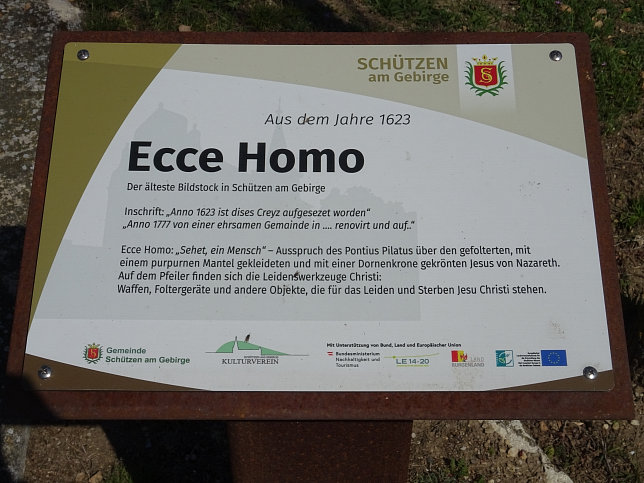 SCHÜTZEN
am Gebirge
S
Aus dem Jahre 1623
Ecce Homo
Der älteste Bildstock in Schützen am Gebirge
Inschrift: „Anno 1623 ist dises Creyz aufgesezet worden“
„Anno 1777 von einer ehrsamen Gemeinde in .... renovirt und auf..“
Ecce Homo: „Sehet, ein Mensch“ – Ausspruch des Pontius Pilatus über den gefolterten, mit
einem purpurnen Mantel gekleideten und mit einer Dornenkrone gekrönten Jesus von Nazareth.
Auf dem Pfeiler finden sich die Leidenswerkzeuge Christi:
Waffen, Foltergeräte und andere Objekte, die für das Leiden und Sterben Jesu Christi stehen.
Mit Unterstützung von Bund, Land und Europäischer Union
Gemeinde
Schützen am Gebirge
KULTURVEREIN
Bundesministerium
Nachhaltigkeit und
Tourismus
LE 14-20
LAND
BURGENLAND